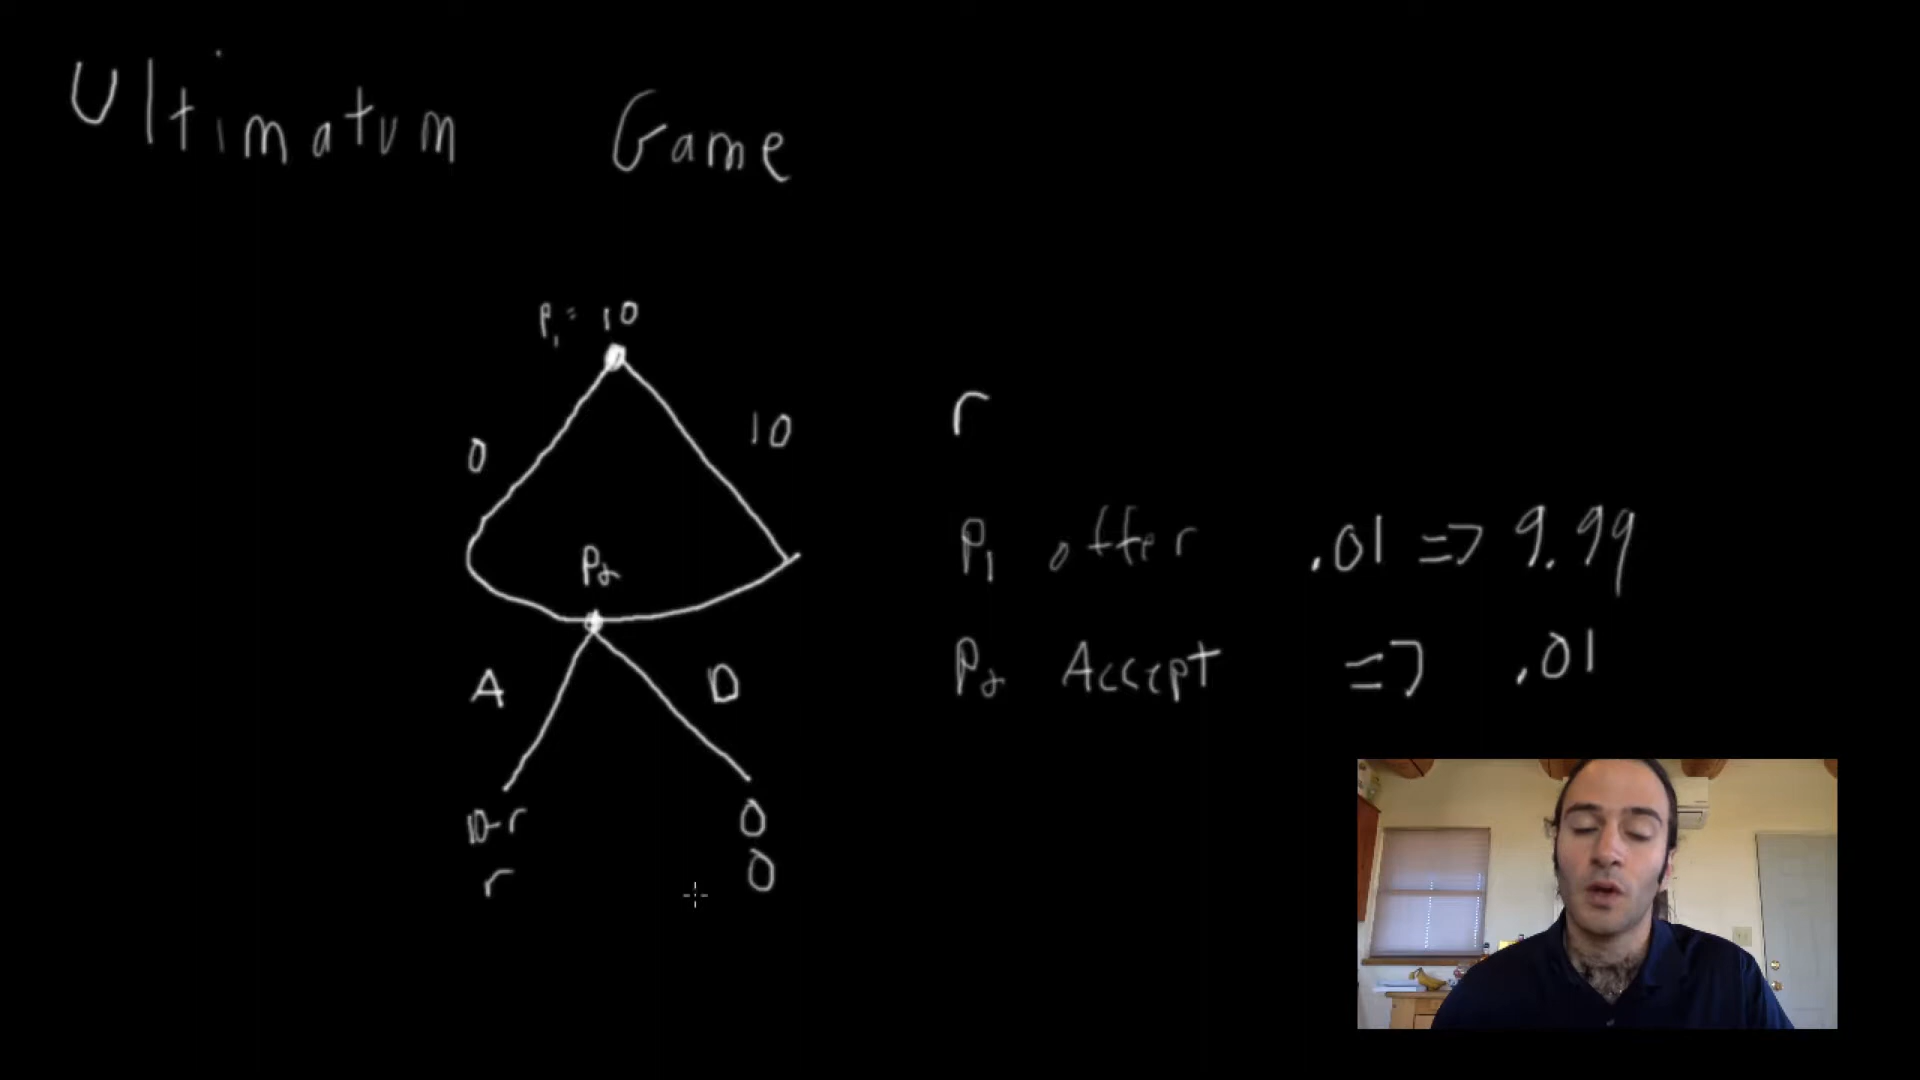 Ultimatum Game
P1 = 10
0
10
r
P1 offer .01 => 9.99
P2
P2 Accept => .01
A
D
10-r
0
r
0